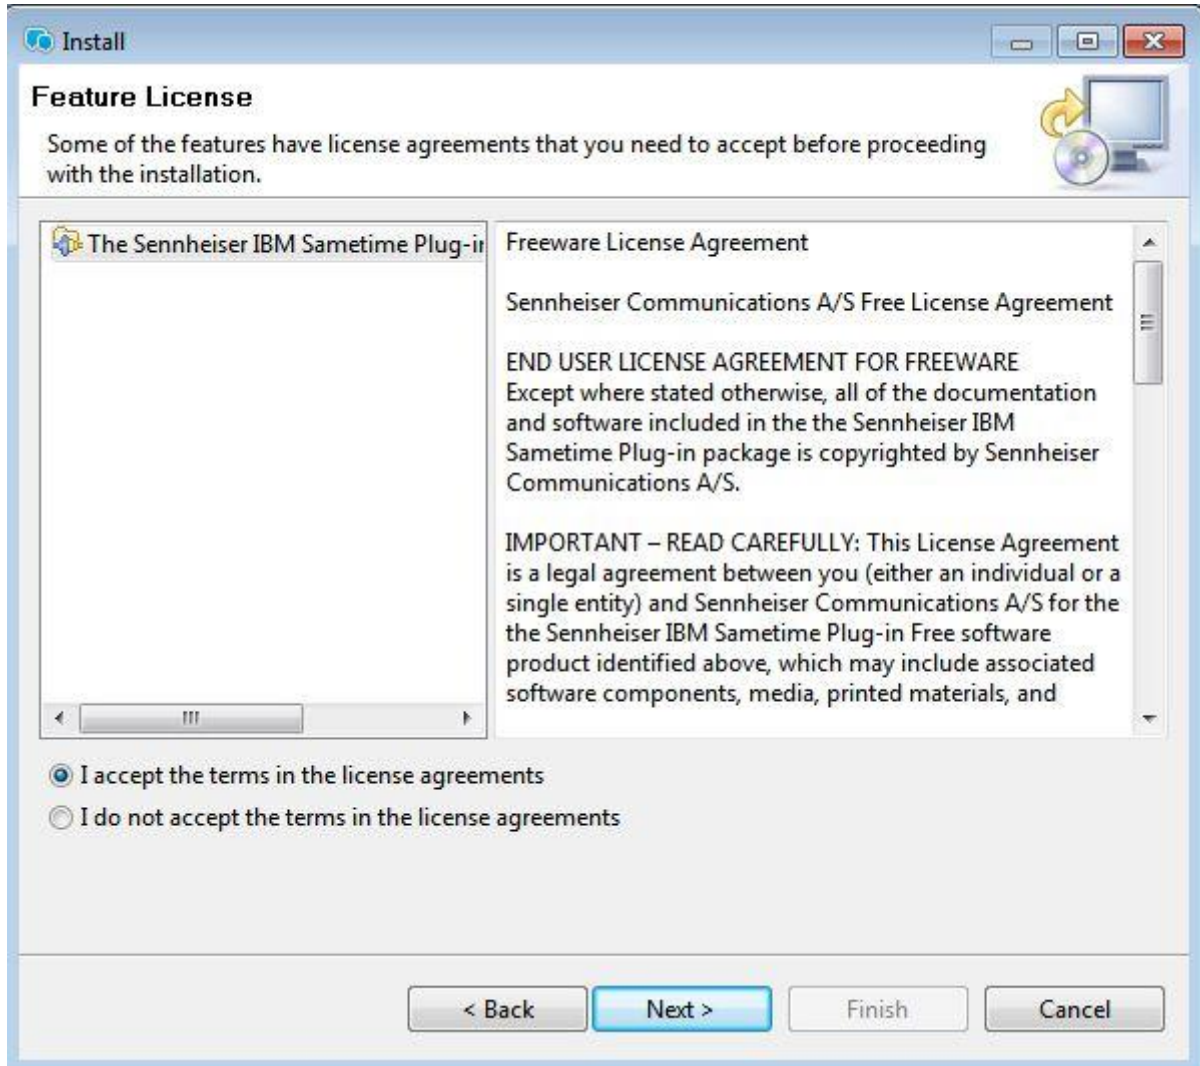 Install
Feature License
Some of the features have license agreements that you need to accept before proceeding
with the installation.
The Sennheiser IBM Sametime Plug-in
Freeware License Agreement
Sennheiser Communications A/S Free License Agreement
END USER LICENSE AGREEMENT FOR FREEWARE
Except where stated otherwise, all of the documentation
and software included in the the Sennheiser IBM
Sametime Plug-in package is copyrighted by Sennheiser
Communications A/S.
IMPORTANT – READ CAREFULLY: This License Agreement
is a legal agreement between you (either an individual or a
single entity) and Sennheiser Communications A/S for the
the Sennheiser IBM Sametime Plug-in Free software
product identified above, which may include associated
software components, media, printed materials, and
I accept the terms in the license agreements
I do not accept the terms in the license agreements
< Back
Next >
Finish
Cancel